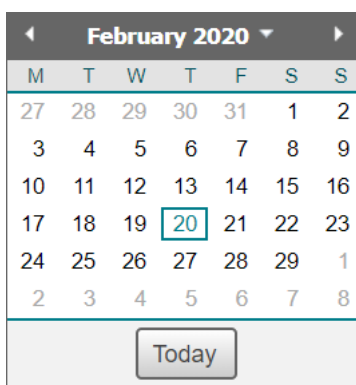 February 2020
M T W T F S S
27 28 29 30 31 1 2
3 4 5 6 7 8 9
10 11 12 13 14 15 16
17 18 19 20 21 22 23
24 25 26 27 28 29 1
2 3 4 5 6 7 8
Today